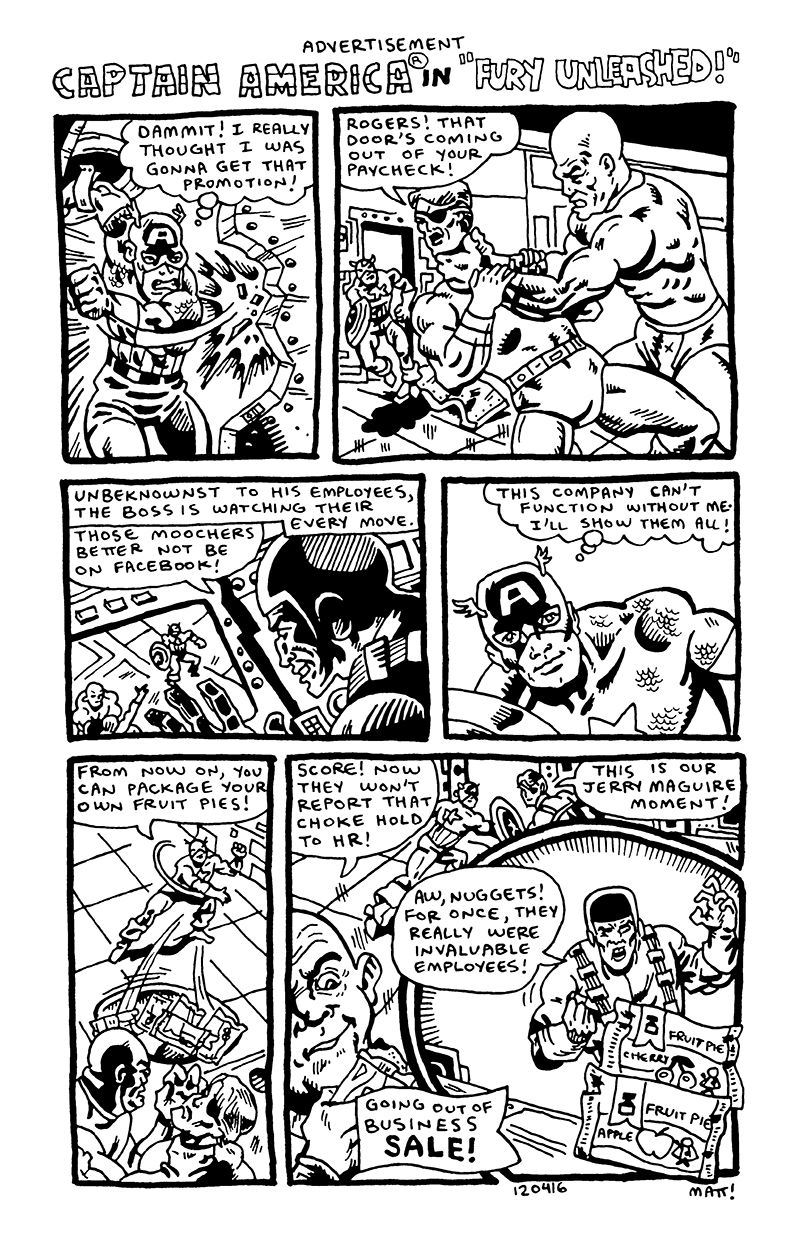 ADVERTISEMENT
CAPTAIN AMERICA® IN "FURY UNLEASHED!"
DAMMIT! I REALLY
THOUGHT I WAS
GONNA GET THAT
PROMOTION!
ROGERS! THAT
DOOR'S COMING
OUT OF YOUR
PAYCHECK!
UNBEKNOWNST TO HIS EMPLOYEES,
THE BOSS IS WATCHING THEIR
EVERY MOVE.
THOSE MOOCHERS
BETTER NOT BE
ON FACEBOOK!
THIS COMPANY CAN'T
FUNCTION WITHOUT ME.
I'LL SHOW THEM ALL!
A
FROM NOW ON, YOU
CAN PACKAGE YOUR
OWN FRUIT PIES!
SCORE! NOW
THEY WON'T
REPORT THAT
CHOKE HOLD
TO HR!
THIS IS OUR
JERRY MAGUIRE
MOMENT!
AW, NUGGETS!
FOR ONCE, THEY
REALLY WERE
INVALUABLE
EMPLOYEES!
FRUIT PIE
CHERRY
FRUIT PIE
APPLE
GOING OUT OF
BUSINESS
SALE!
120416
MATT!